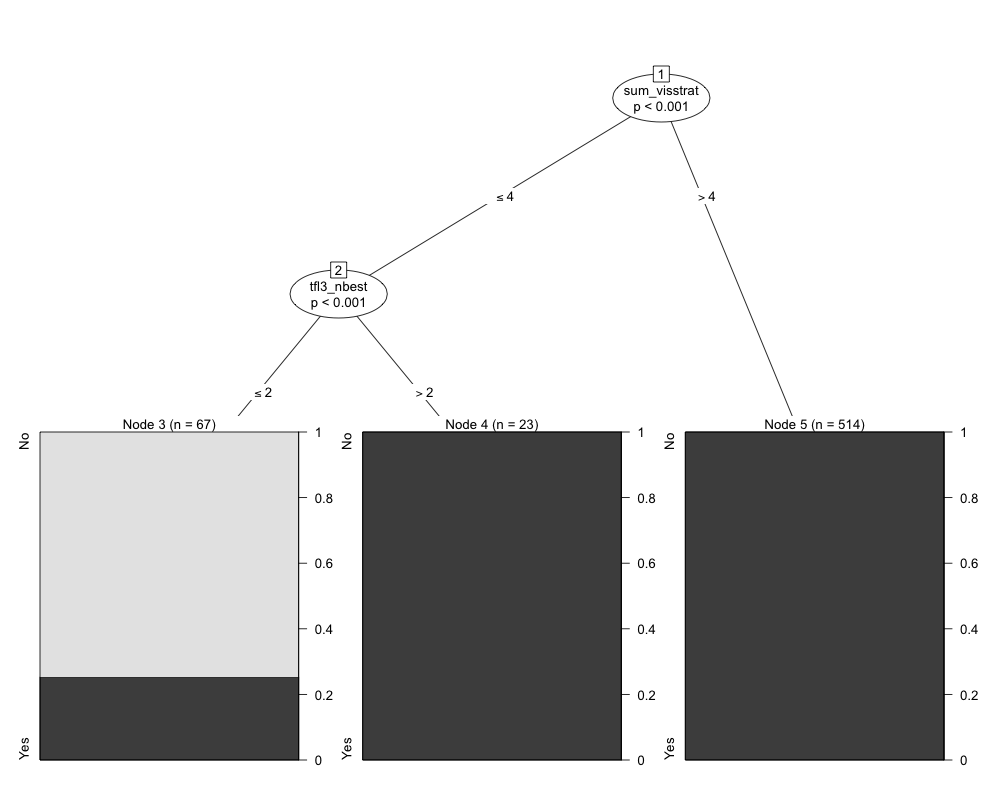 1
sum_visstrat
p < 0.001
≤ 4
> 4
2
tfl3_nbest
p < 0.001
≤ 2
> 2
Node 3 (n = 67)
No
Yes
1
0.8
0.6
0.4
0.2
0
Node 4 (n = 23)
No
Yes
1
0.8
0.6
0.4
0.2
0
Node 5 (n = 514)
No
Yes
1
0.8
0.6
0.4
0.2
0